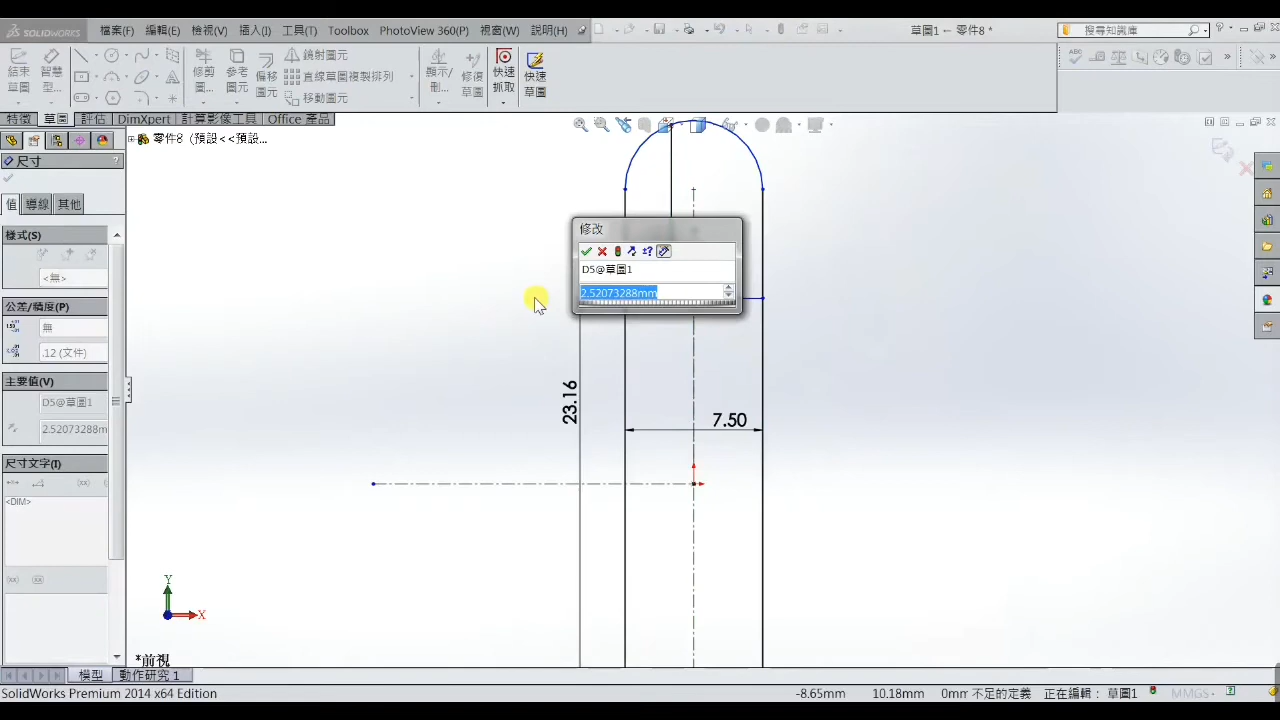 SOLIDWORKS 檔案(F) 編輯(E) 檢視(V) 插入(I) 工具(T) Toolbox PhotoView 360(P) 視窗(W) 說明(H) 草圖1 ← 零件8 * 搜尋知識庫
結束草圖 智慧型... 修剪圖... 參考圖元 偏移圖元 鏡射圖元 顯示/刪... 修復草圖 快速抓取 快速草圖
直線草圖複製排列
移動圖元
特徵 草圖 評估 DimXpert 計算影像工具 Office 產品
零件8 (預設<<預設...
尺寸
值 導線 其他
樣式(S)
<無>
公差/精度(P)
無
.12 (文件)
主要值(V)
D5@草圖1
2.52073288m
尺寸文字(I)
<DIM>
修改
D5@草圖1
2.52073288mm
23.16
7.50
Y
X
*前視
模型 動作研究 1
SolidWorks Premium 2014 x64 Edition -8.65mm 10.18mm 0mm 不足的定義 正在編輯： 草圖1 MMGS